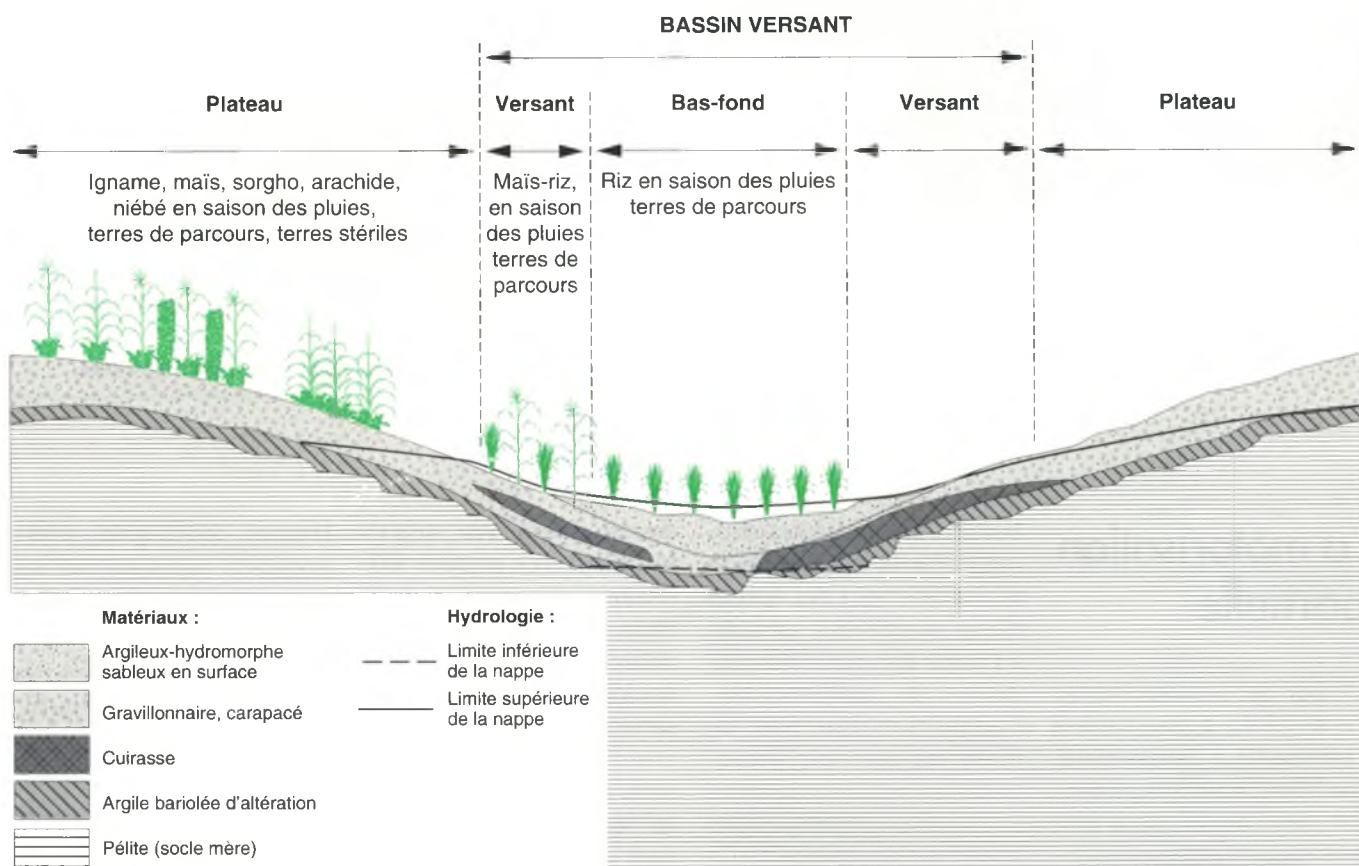 BASSIN VERSANT
Plateau
Versant
Bas-fond
Versant
Plateau
Igname, maïs, sorgho, arachide,
niébé en saison des pluies,
terres de parcours, terres stériles
Maïs-riz,
en saison
des pluies
terres de
parcours
Riz en saison des pluies
terres de parcours
Matériaux :
Argileux-hydromorphe
sableux en surface
Gravillonnaire, carapacé
Cuirasse
Argile bariolée d'altération
Pélite (socle mère)
Hydrologie :
Limite inférieure
de la nappe
Limite supérieure
de la nappe